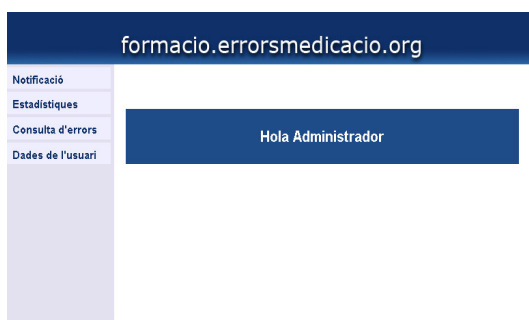 formacio.errorsmedicacio.org
Notificació
Estadístiques
Consulta d'errors
Dades de l'usuari
Hola Administrador